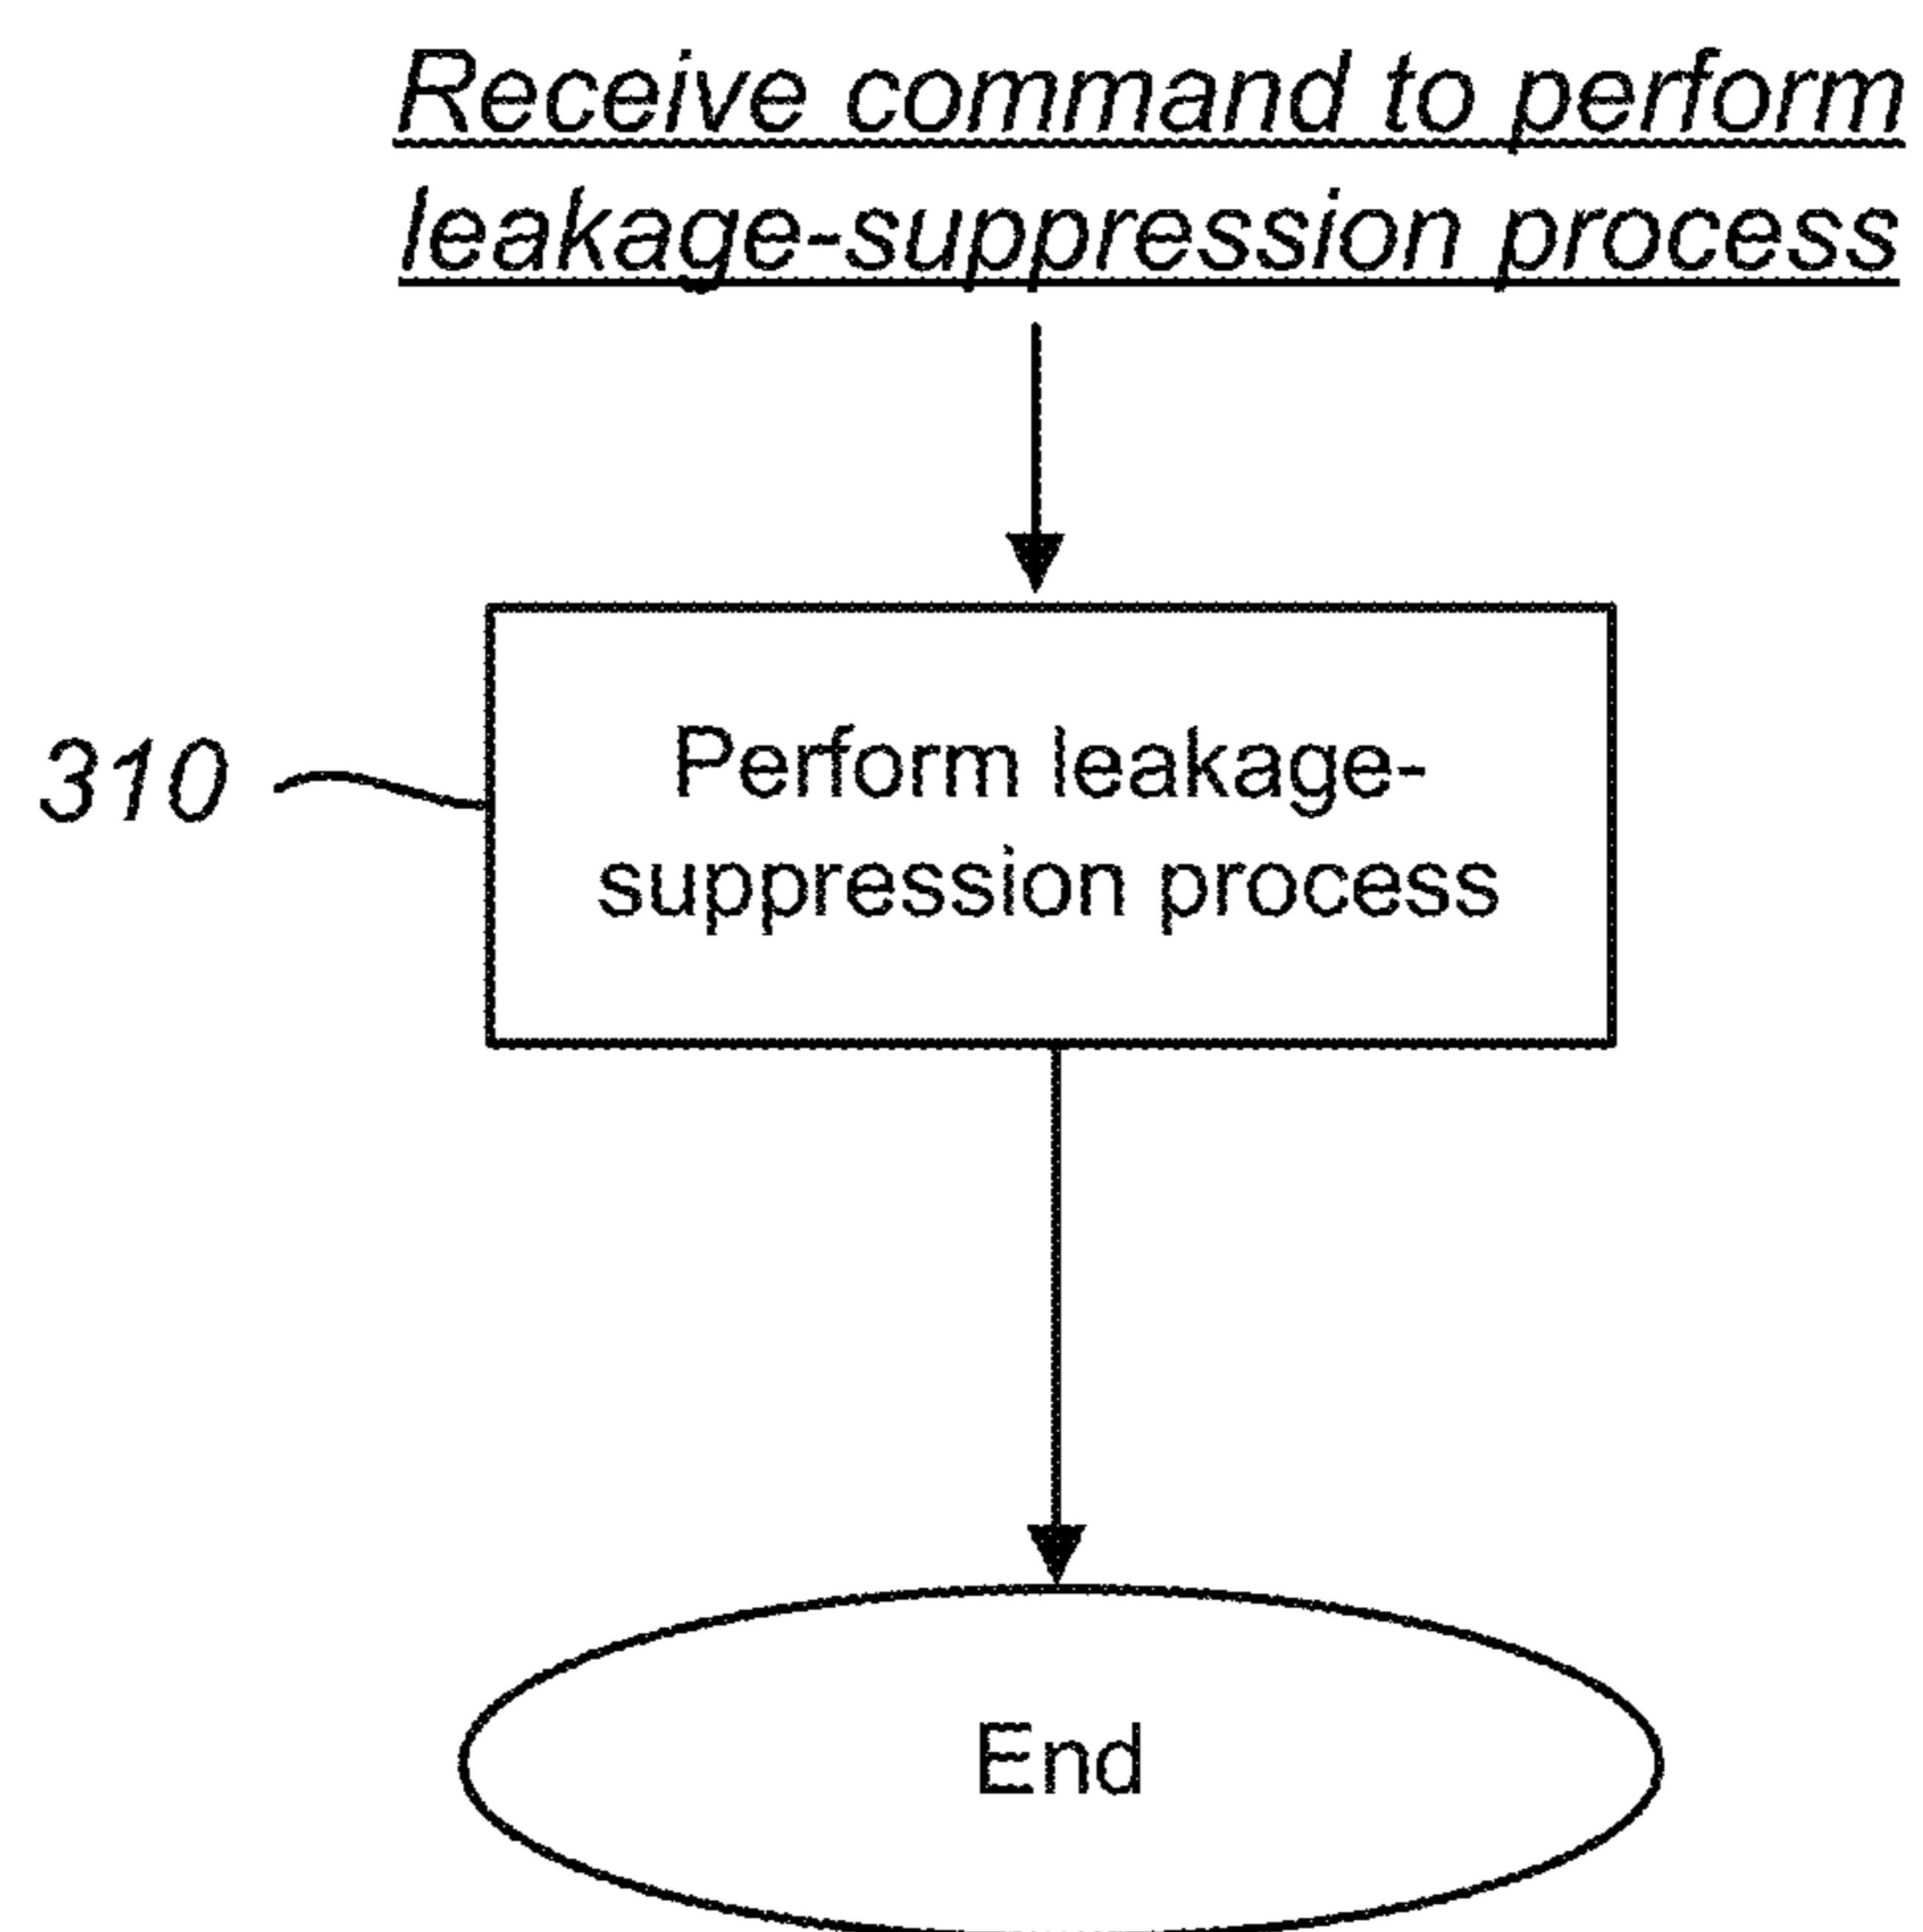 Receive command to perform
leakage-suppression process
310
Perform leakage-
suppression process
End